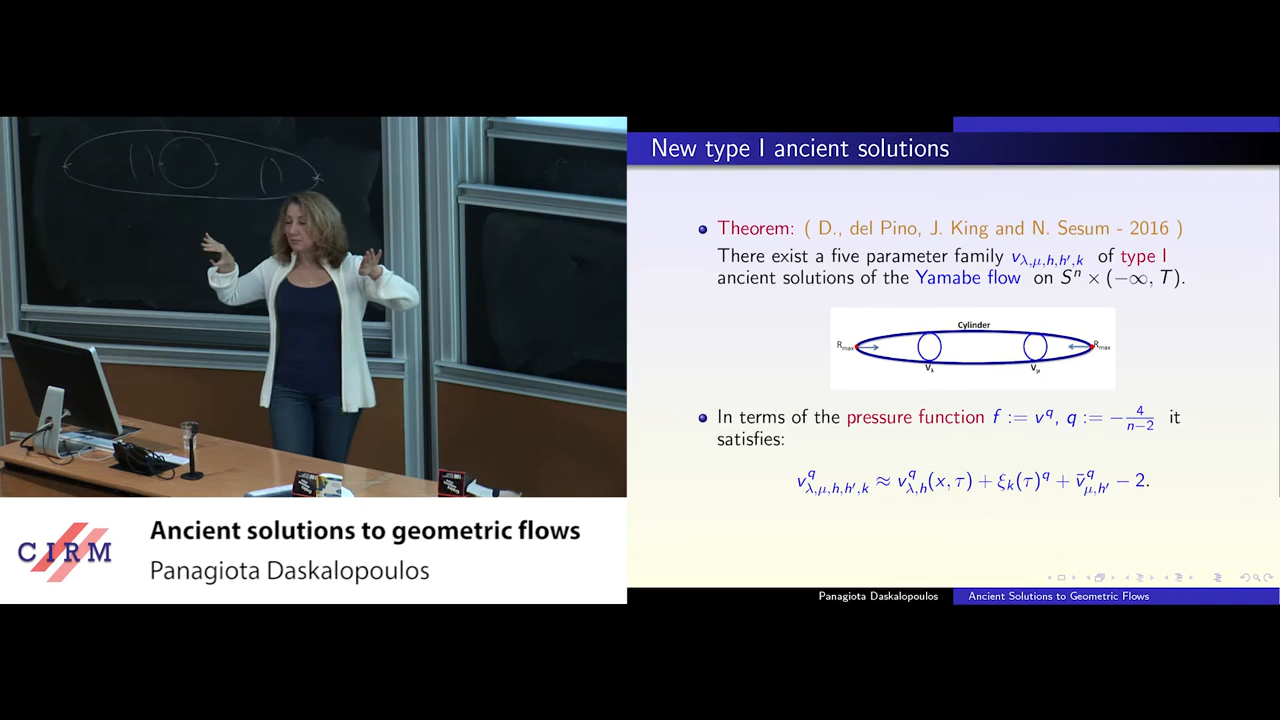 New type I ancient solutions
Theorem: ( D., del Pino, J. King and N. Sesum - 2016 )
There exist a five parameter family v_{λ,μ,h,h′,k} of type I
ancient solutions of the Yamabe flow on Sⁿ × (−∞, T).
Cylinder
R_max R_max
V_λ V_μ
In terms of the pressure function f := v^q, q := −4/(n−2) it
satisfies:
v^q_{λ,μ,h,h′,k} ≈ v^q_{λ,h}(x, τ) + ξ_k(τ)^q + v̄^q_{μ,h′} − 2.
Panagiota Daskalopoulos Ancient Solutions to Geometric Flows
CIRM
Ancient solutions to geometric flows
Panagiota Daskalopoulos